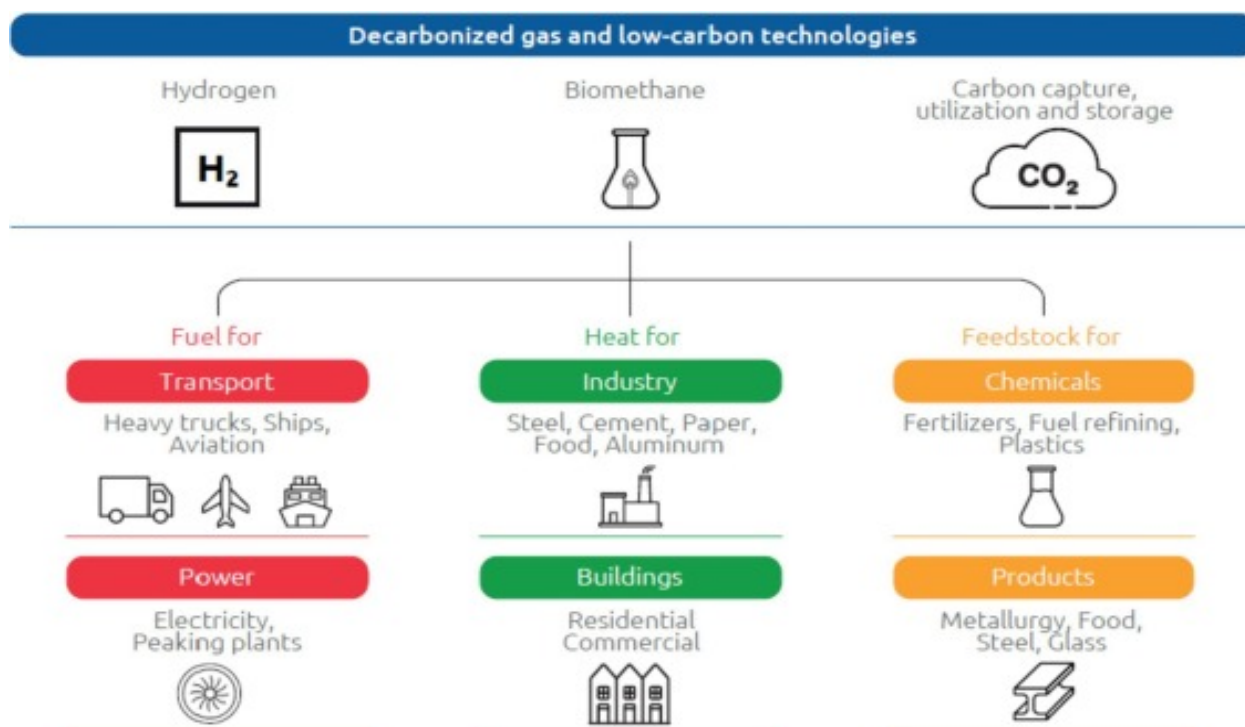 Decarbonized gas and low-carbon technologies
Hydrogen
Biomethane
Carbon capture,
utilization and storage
H₂
CO₂
Fuel for
Heat for
Feedstock for
Transport
Industry
Chemicals
Heavy trucks, Ships,
Aviation
Steel, Cement, Paper,
Food, Aluminum
Fertilizers, Fuel refining,
Plastics
Power
Buildings
Products
Electricity,
Peaking plants
Residential
Commercial
Metallurgy, Food,
Steel, Glass